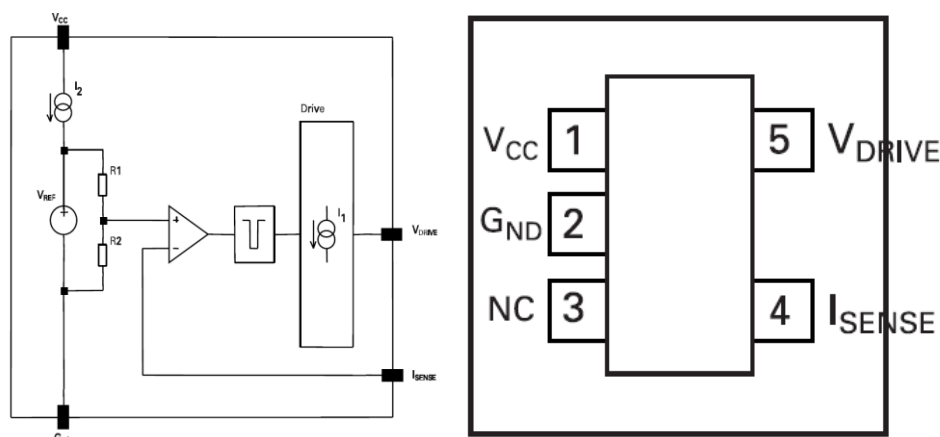 VCC
I2
Drive
R1
VREF
I1
+
+
−
R2
VDRIVE
ISENSE
VCC 1
5 VDRIVE
GND 2
NC 3
4 ISENSE